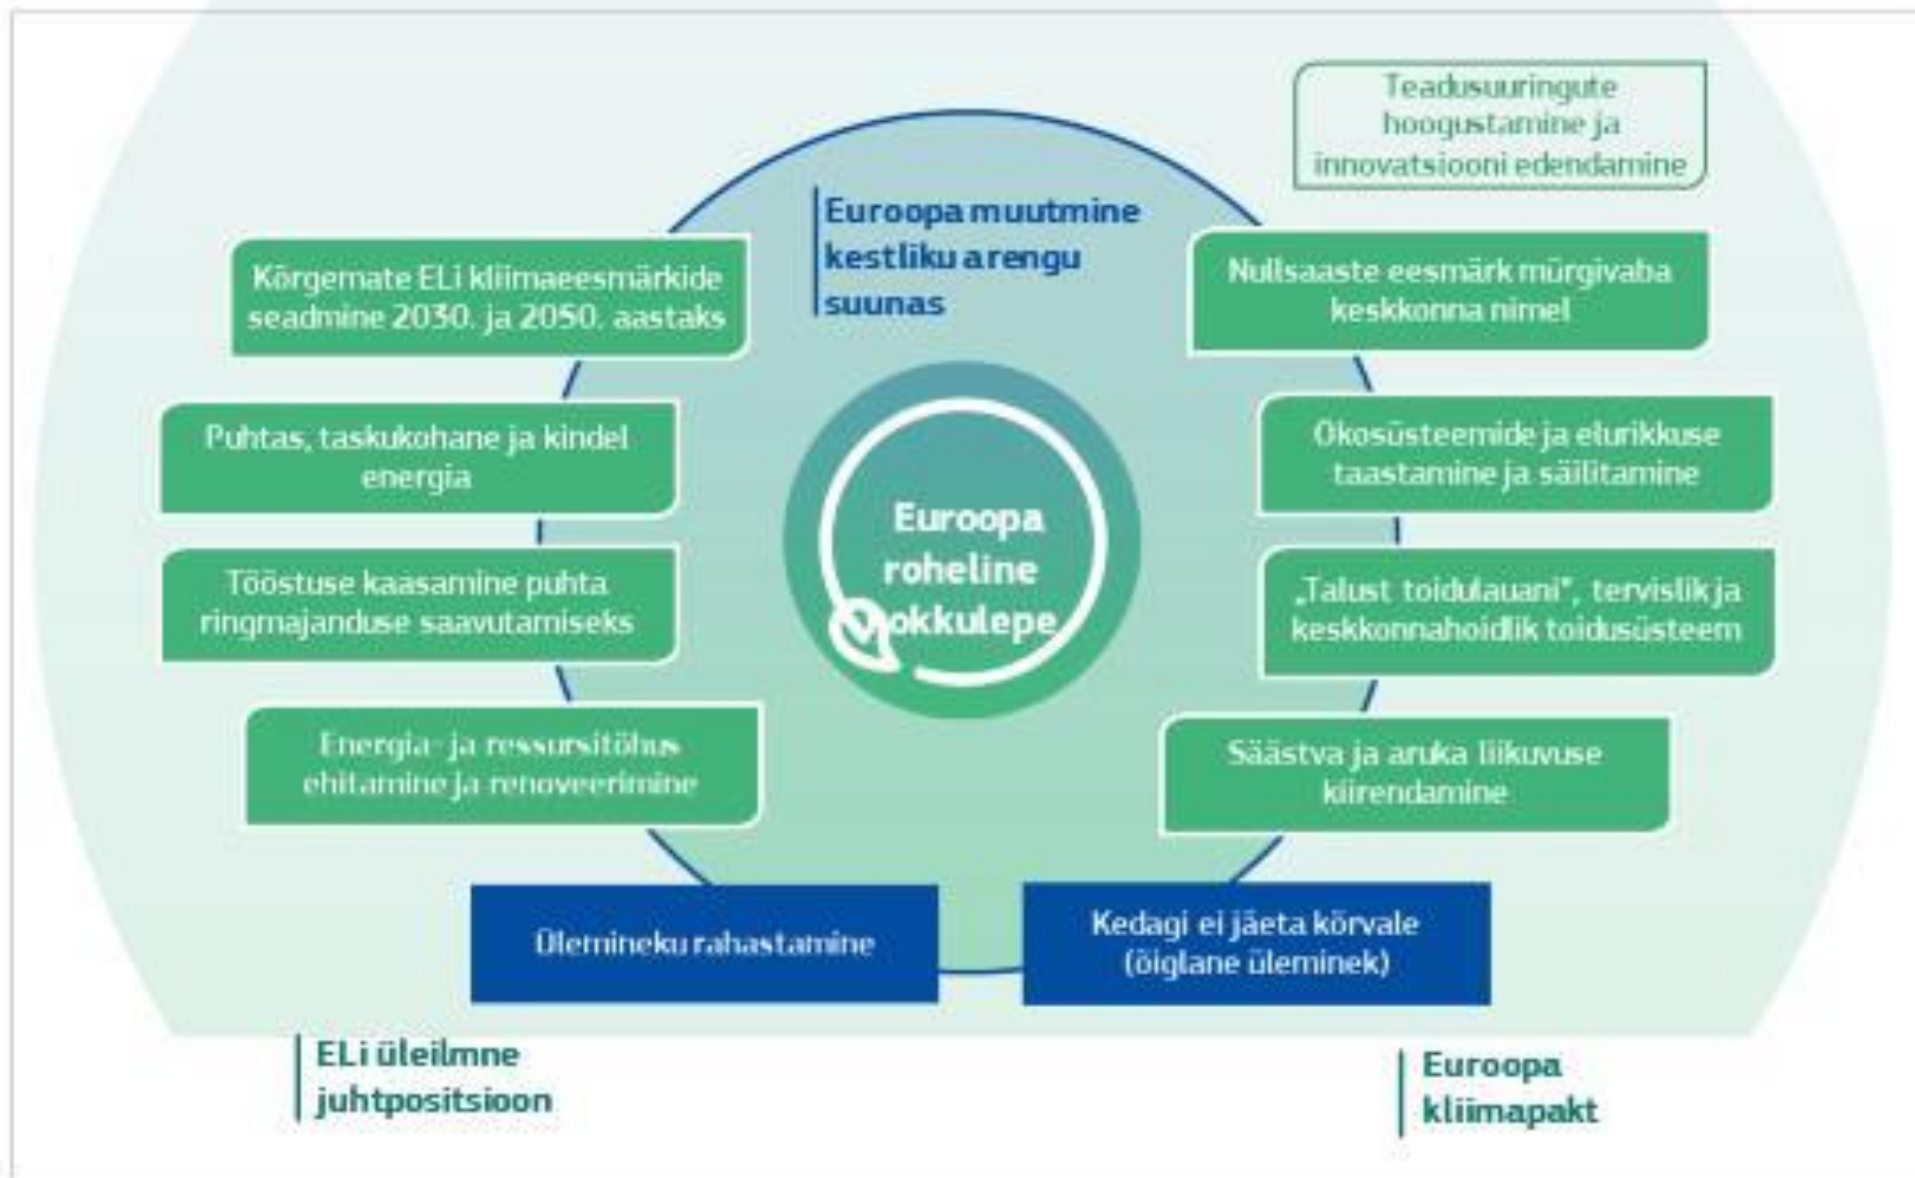 Teadusuuringute
hoogustamine ja
innovatsiooni edendamine
Euroopa muutmine
kestliku arengu
suunas
Kõrgemate ELi kliimaeesmärkide
seadmine 2030. ja 2050. aastaks
Puhtas, taskukohane ja kindel
energia
Tööstuse kaasamine puhta
ringmajanduse saavutamiseks
Energia- ja ressursitõhus
ehitamine ja renoveerimine
Euroopa
roheline
okkulepe
Nullsaaste eesmärk mürgivaba
keskkonna nimel
Ökosüsteemide ja elurikkuse
taastamine ja säilitamine
„Talust toidulauani“, tervislik ja
keskkonnahoidlik toidusüsteem
Säästva ja aruka liikuvuse
kiirendamine
Ülemineku rahastamine
Kedagi ei jäeta kõrvale
(õiglane üleminek)
ELi üleilmne
juhtpositsioon
Euroopa
kliimapakt